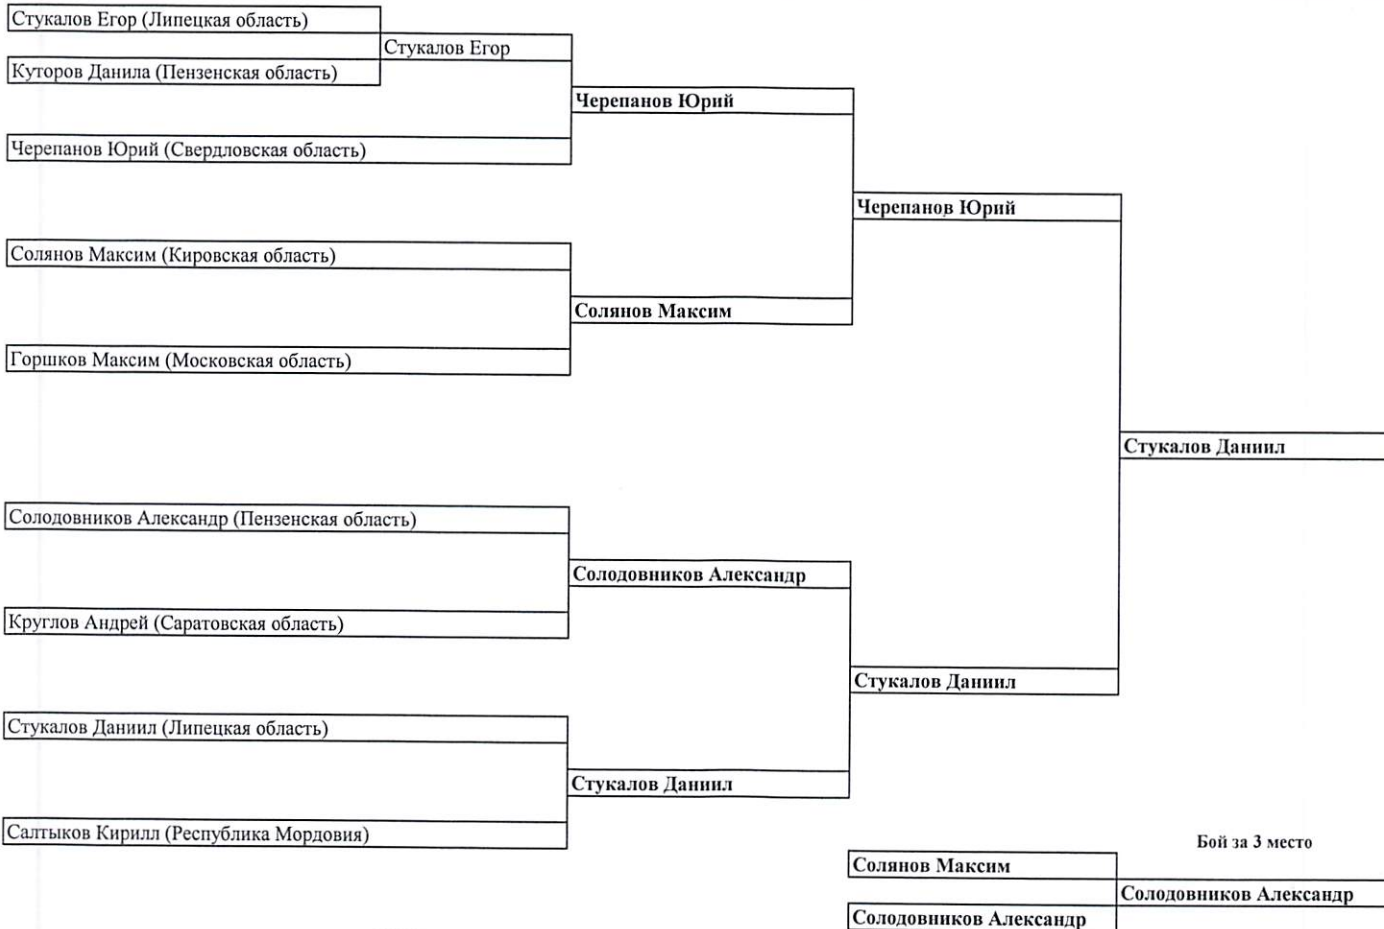 Стукалов Егор (Липецкая область)
Стукалов Егор
Куторов Данила (Пензенская область)
Черепанов Юрий
Черепанов Юрий (Свердловская область)
Черепанов Юрий
Солянов Максим (Кировская область)
Солянов Максим
Горшков Максим (Московская область)
Стукалов Даниил
Солодовников Александр (Пензенская область)
Солодовников Александр
Круглов Андрей (Саратовская область)
Стукалов Даниил
Стукалов Даниил (Липецкая область)
Стукалов Даниил
Салтыков Кирилл (Республика Мордовия)
Бой за 3 место
Солянов Максим
Солодовников Александр
Солодовников Александр